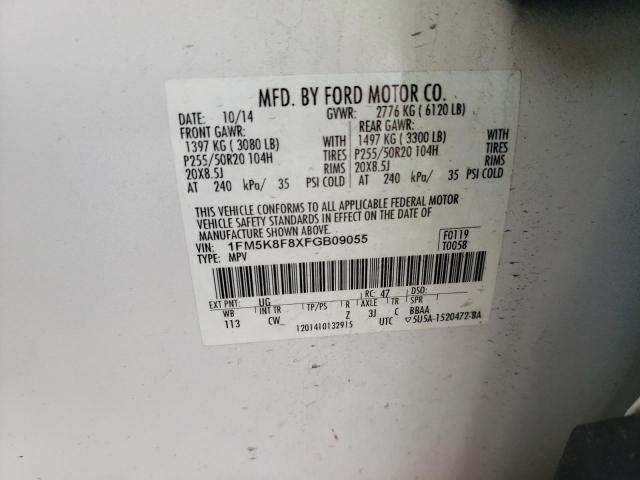 MFD. BY FORD MOTOR CO.
DATE: 10/14 GVWR: 2776 KG ( 6120 LB)
FRONT GAWR: REAR GAWR:
1397 KG ( 3080 LB) WITH 1497 KG ( 3300 LB) WITH
P255/50R20 104H TIRES P255/50R20 104H TIRES
20X8.5J RIMS 20X8.5J RIMS
AT 240 kPa/ 35 PSI COLD AT 240 kPa/ 35 PSI COLD
THIS VEHICLE CONFORMS TO ALL APPLICABLE FEDERAL MOTOR
VEHICLE SAFETY STANDARDS IN EFFECT ON THE DATE OF
MANUFACTURE SHOWN ABOVE.
VIN: 1FM5K8F8XFGB09055 F0119
TYPE: MPV T0058
EXT PNT: UG RC: 47 DSO:
WB INT TR TP/PS R AXLE TR SPR
113 CW Z 3J C BBAA
1201410132915 UTC ▽5U5A-1520472-BA